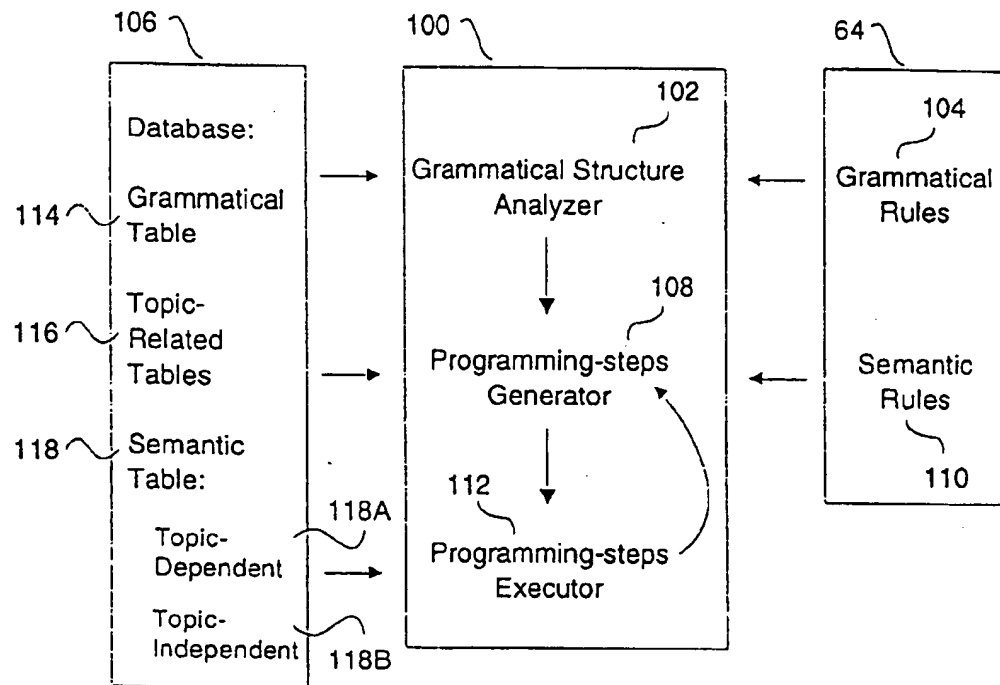 106
Database:
114
Grammatical
Table
116
Topic-
Related
Tables
118
Semantic
Table:
118A
Topic-
Dependent
Topic-
Independent
118B
100
102
Grammatical Structure
Analyzer
108
Programming-steps
Generator
112
Programming-steps
Executor
64
104
Grammatical
Rules
Semantic
Rules
110